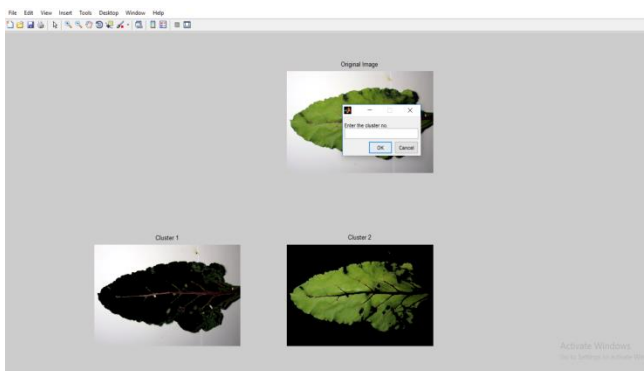 File Edit View Insert Tools Desktop Window Help
Original Image
Enter the cluster no.
OK Cancel
Cluster 1 Cluster 2
Activate Windows